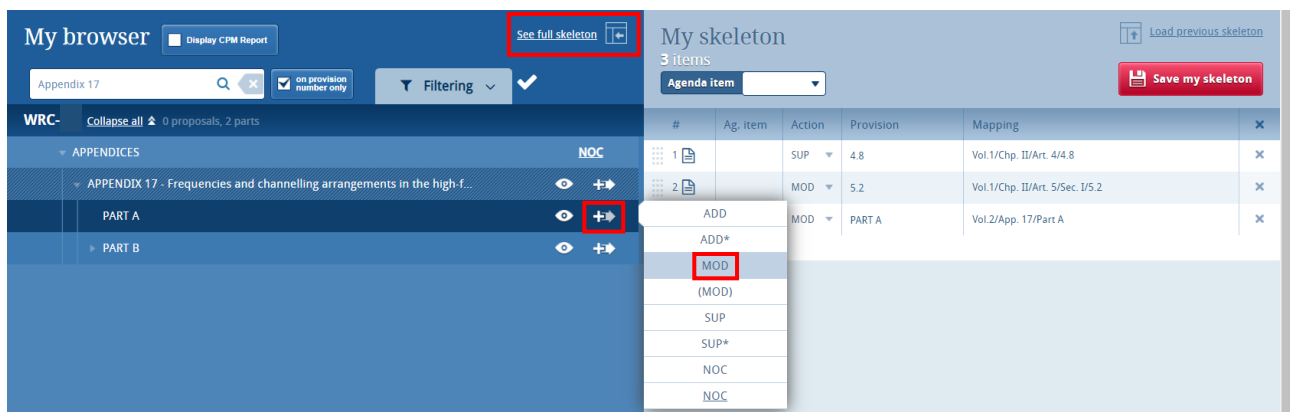 My browser
Display CPM Report
See full skeleton
Appendix 17
on provision
number only
Filtering
WRC-
Collapse all 0 proposals, 2 parts
APPENDICES
NOC
APPENDIX 17 - Frequencies and channelling arrangements in the high-f...
PART A
PART B
My skeleton
Load previous skeleton
3 items
Agenda item
Save my skeleton
# Ag. item Action Provision Mapping
1 SUP 4.8 Vol.1/Chp. II/Art. 4/4.8
2 MOD 5.2 Vol.1/Chp. II/Art. 5/Sec. I/5.2
MOD PART A Vol.2/App. 17/Part A
ADD
ADD*
MOD
(MOD)
SUP
SUP*
NOC
NOC